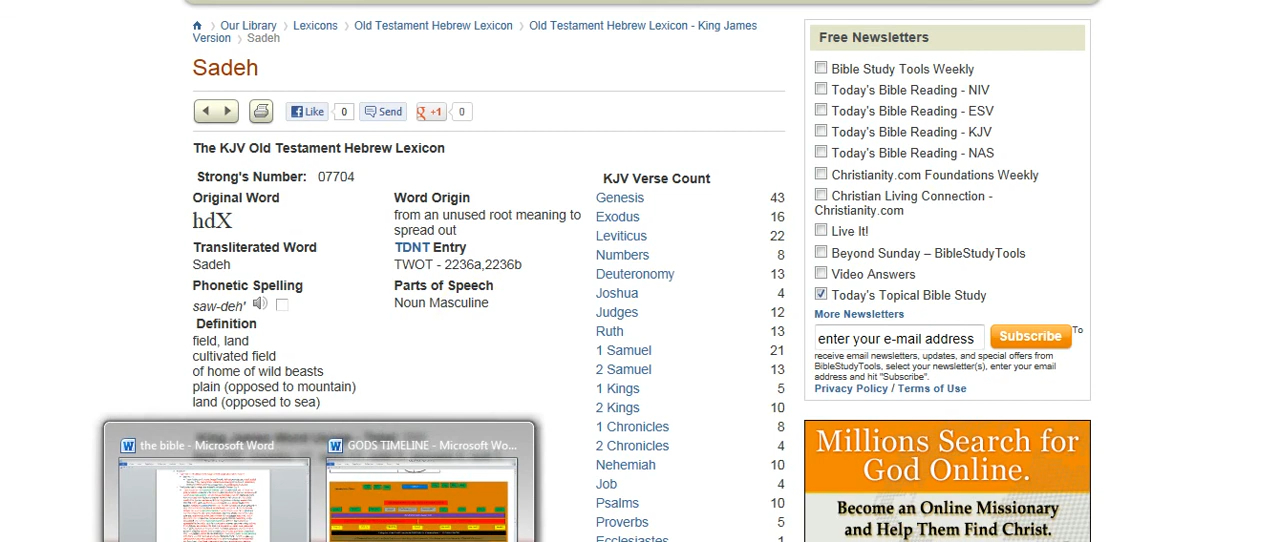 Our Library > Lexicons > Old Testament Hebrew Lexicon > Old Testament Hebrew Lexicon - King James
Version > Sadeh
Sadeh
Like
0
Send
+1
0
The KJV Old Testament Hebrew Lexicon
Strong's Number: 07704
Original Word
hdX
Transliterated Word
Sadeh
Phonetic Spelling
saw-deh'
Definition
field, land
cultivated field
of home of wild beasts
plain (opposed to mountain)
land (opposed to sea)
Word Origin
from an unused root meaning to
spread out
TDNT Entry
TWOT - 2236a,2236b
Parts of Speech
Noun Masculine
KJV Verse Count
Genesis 43
Exodus 16
Leviticus 22
Numbers 8
Deuteronomy 13
Joshua 4
Judges 12
Ruth 13
1 Samuel 21
2 Samuel 13
1 Kings 5
2 Kings 10
1 Chronicles 8
2 Chronicles 4
Nehemiah 10
Job 4
Psalms 10
Proverbs 5
Ecclesiastes 1
the bible - Microsoft Word
GODS TIMELINE - Microsoft Wo...
Free Newsletters
Bible Study Tools Weekly
Today's Bible Reading - NIV
Today's Bible Reading - ESV
Today's Bible Reading - KJV
Today's Bible Reading - NAS
Christianity.com Foundations Weekly
Christian Living Connection -
Christianity.com
Live It!
Beyond Sunday – BibleStudyTools
Video Answers
Today's Topical Bible Study
More Newsletters
enter your e-mail address
Subscribe
To
receive email newsletters, updates, and special offers from
BibleStudyTools, select your newsletter(s), enter your email
address and hit "Subscribe".
Privacy Policy / Terms of Use
Millions Search for
God Online.
Become an Online Missionary
and Help Them Find Christ.